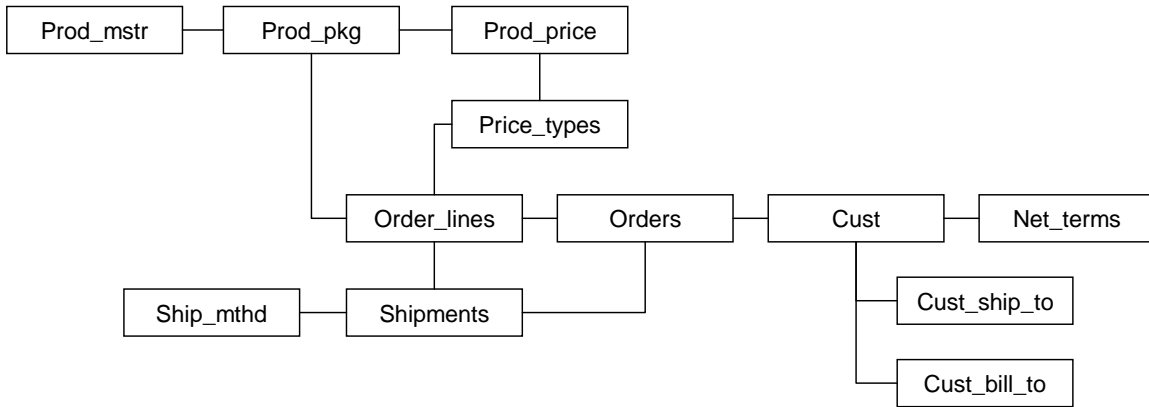 Prod_mstr
Prod_pkg
Prod_price
Price_types
Order_lines
Orders
Cust
Net_terms
Ship_mthd
Shipments
Cust_ship_to
Cust_bill_to